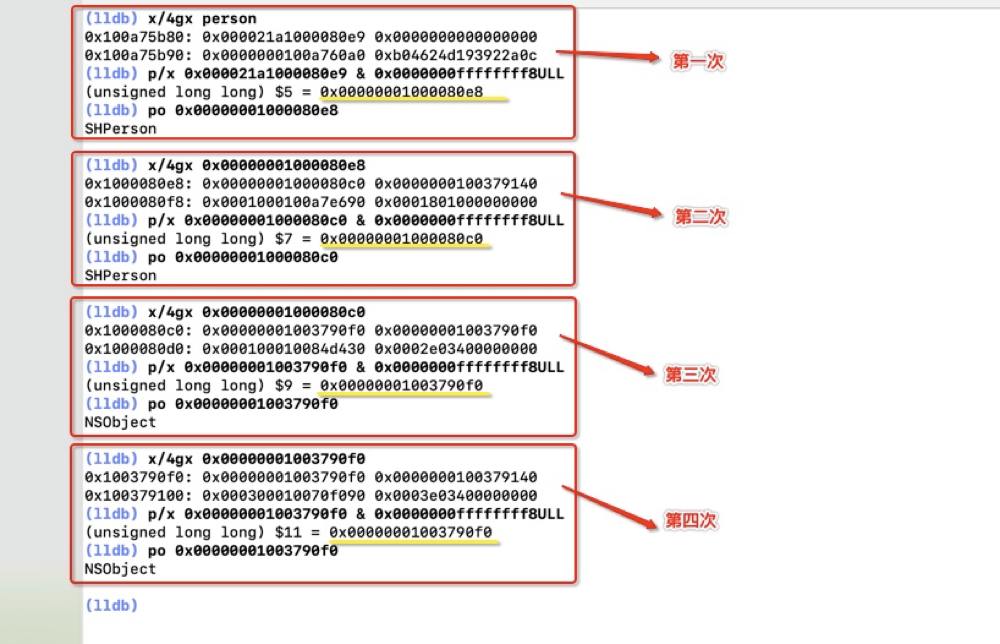 (lldb) x/4gx person
0x100a75b80: 0x000021a1000080e9 0x0000000000000000
0x100a75b90: 0x0000000100a760a0 0xb04624d193922a0c
(lldb) p/x 0x000021a1000080e9 & 0x0000000ffffffff8ULL
(unsigned long long) $5 = 0x00000001000080e8
(lldb) po 0x00000001000080e8
SHPerson
第一次
(lldb) x/4gx 0x00000001000080e8
0x1000080e8: 0x00000001000080c0 0x0000000100379140
0x1000080f8: 0x0001000100a7e690 0x0001801000000000
(lldb) p/x 0x00000001000080c0 & 0x0000000ffffffff8ULL
(unsigned long long) $7 = 0x00000001000080c0
(lldb) po 0x00000001000080c0
SHPerson
第二次
(lldb) x/4gx 0x00000001000080c0
0x1000080c0: 0x00000001003790f0 0x00000001003790f0
0x1000080d0: 0x000100010084d430 0x0002e03400000000
(lldb) p/x 0x00000001003790f0 & 0x0000000ffffffff8ULL
(unsigned long long) $9 = 0x00000001003790f0
(lldb) po 0x00000001003790f0
NSObject
第三次
(lldb) x/4gx 0x00000001003790f0
0x1003790f0: 0x00000001003790f0 0x0000000100379140
0x100379100: 0x000300010070f090 0x0003e03400000000
(lldb) p/x 0x00000001003790f0 & 0x0000000ffffffff8ULL
(unsigned long long) $11 = 0x00000001003790f0
(lldb) po 0x00000001003790f0
NSObject
第四次
(lldb)